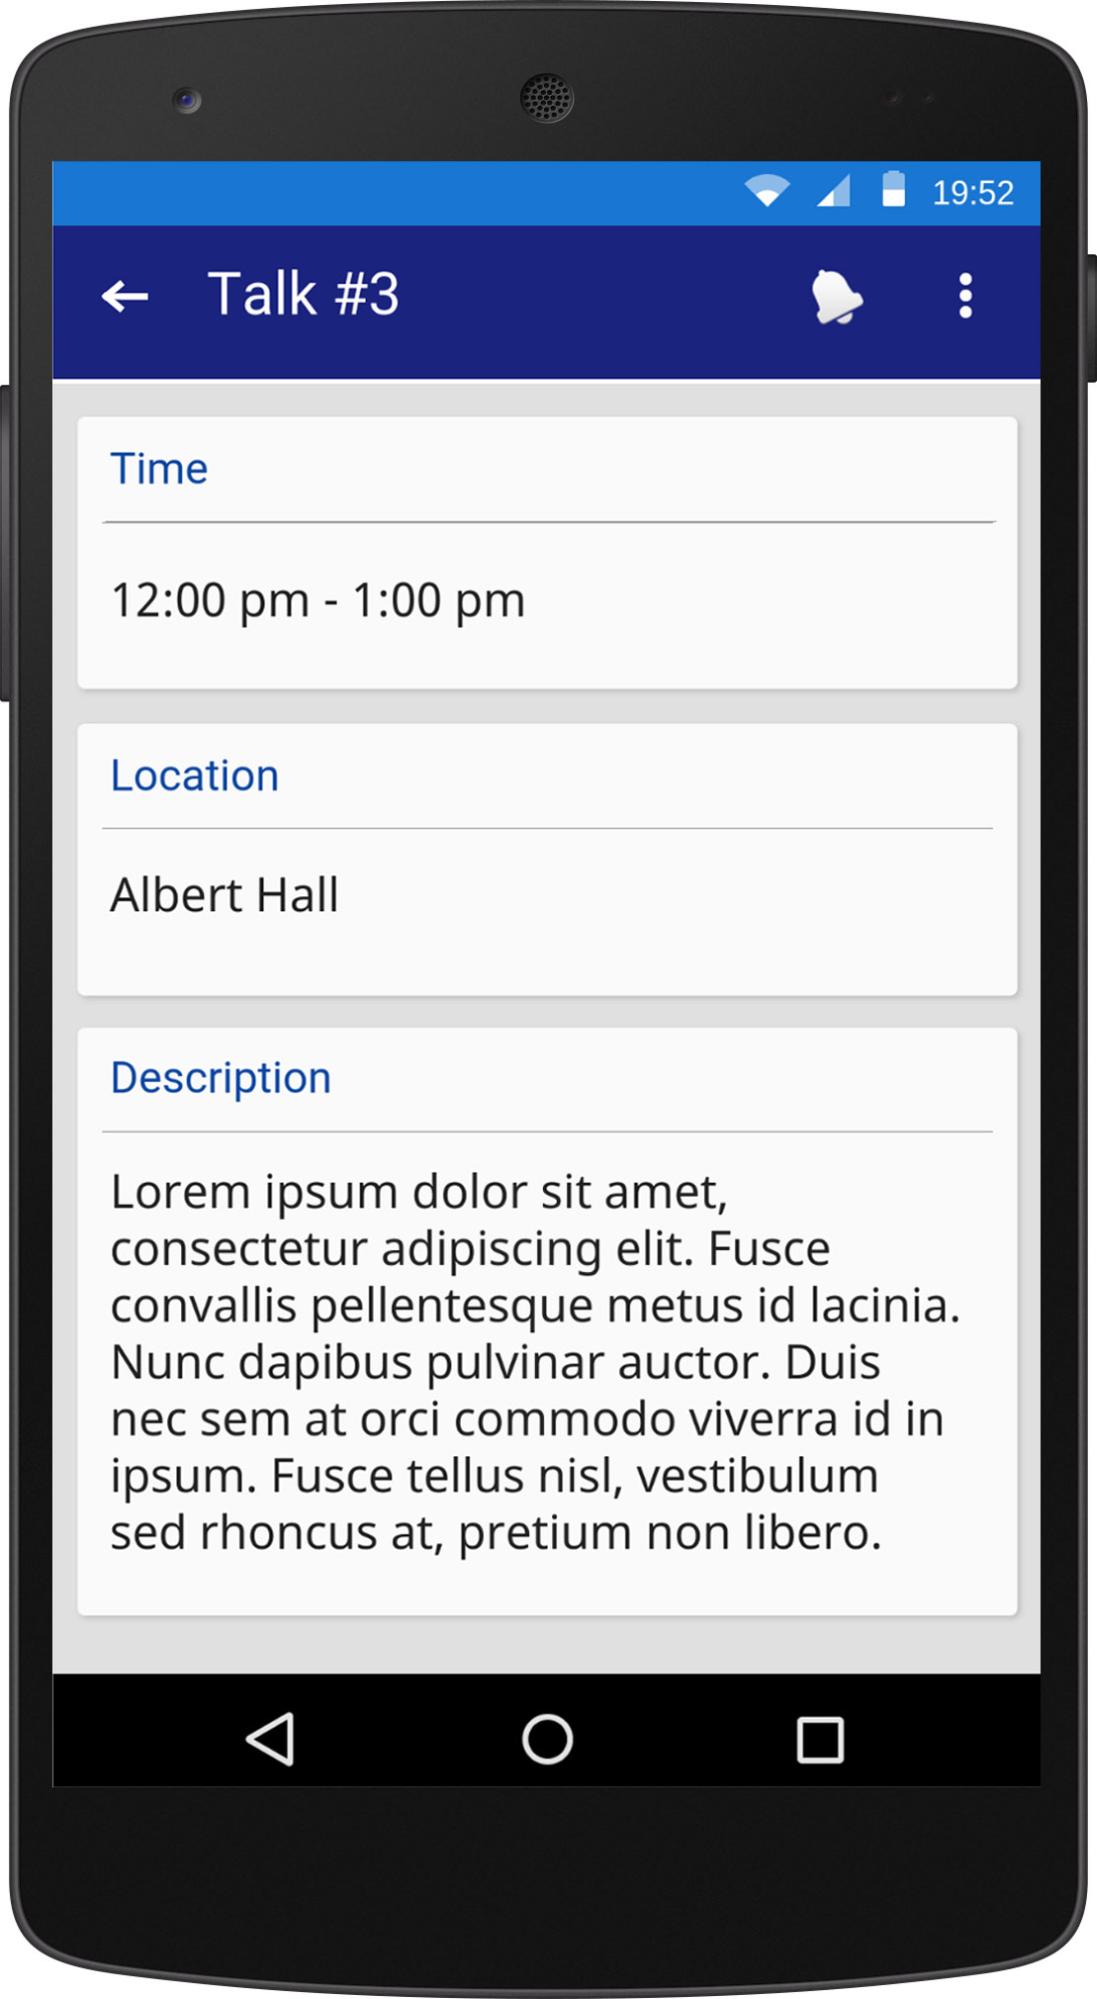 19:52
Talk #3
Time
12:00 pm - 1:00 pm
Location
Albert Hall
Description
Lorem ipsum dolor sit amet,
consectetur adipiscing elit. Fusce
convallis pellentesque metus id lacinia.
Nunc dapibus pulvinar auctor. Duis
nec sem at orci commodo viverra id in
ipsum. Fusce tellus nisl, vestibulum
sed rhoncus at, pretium non libero.